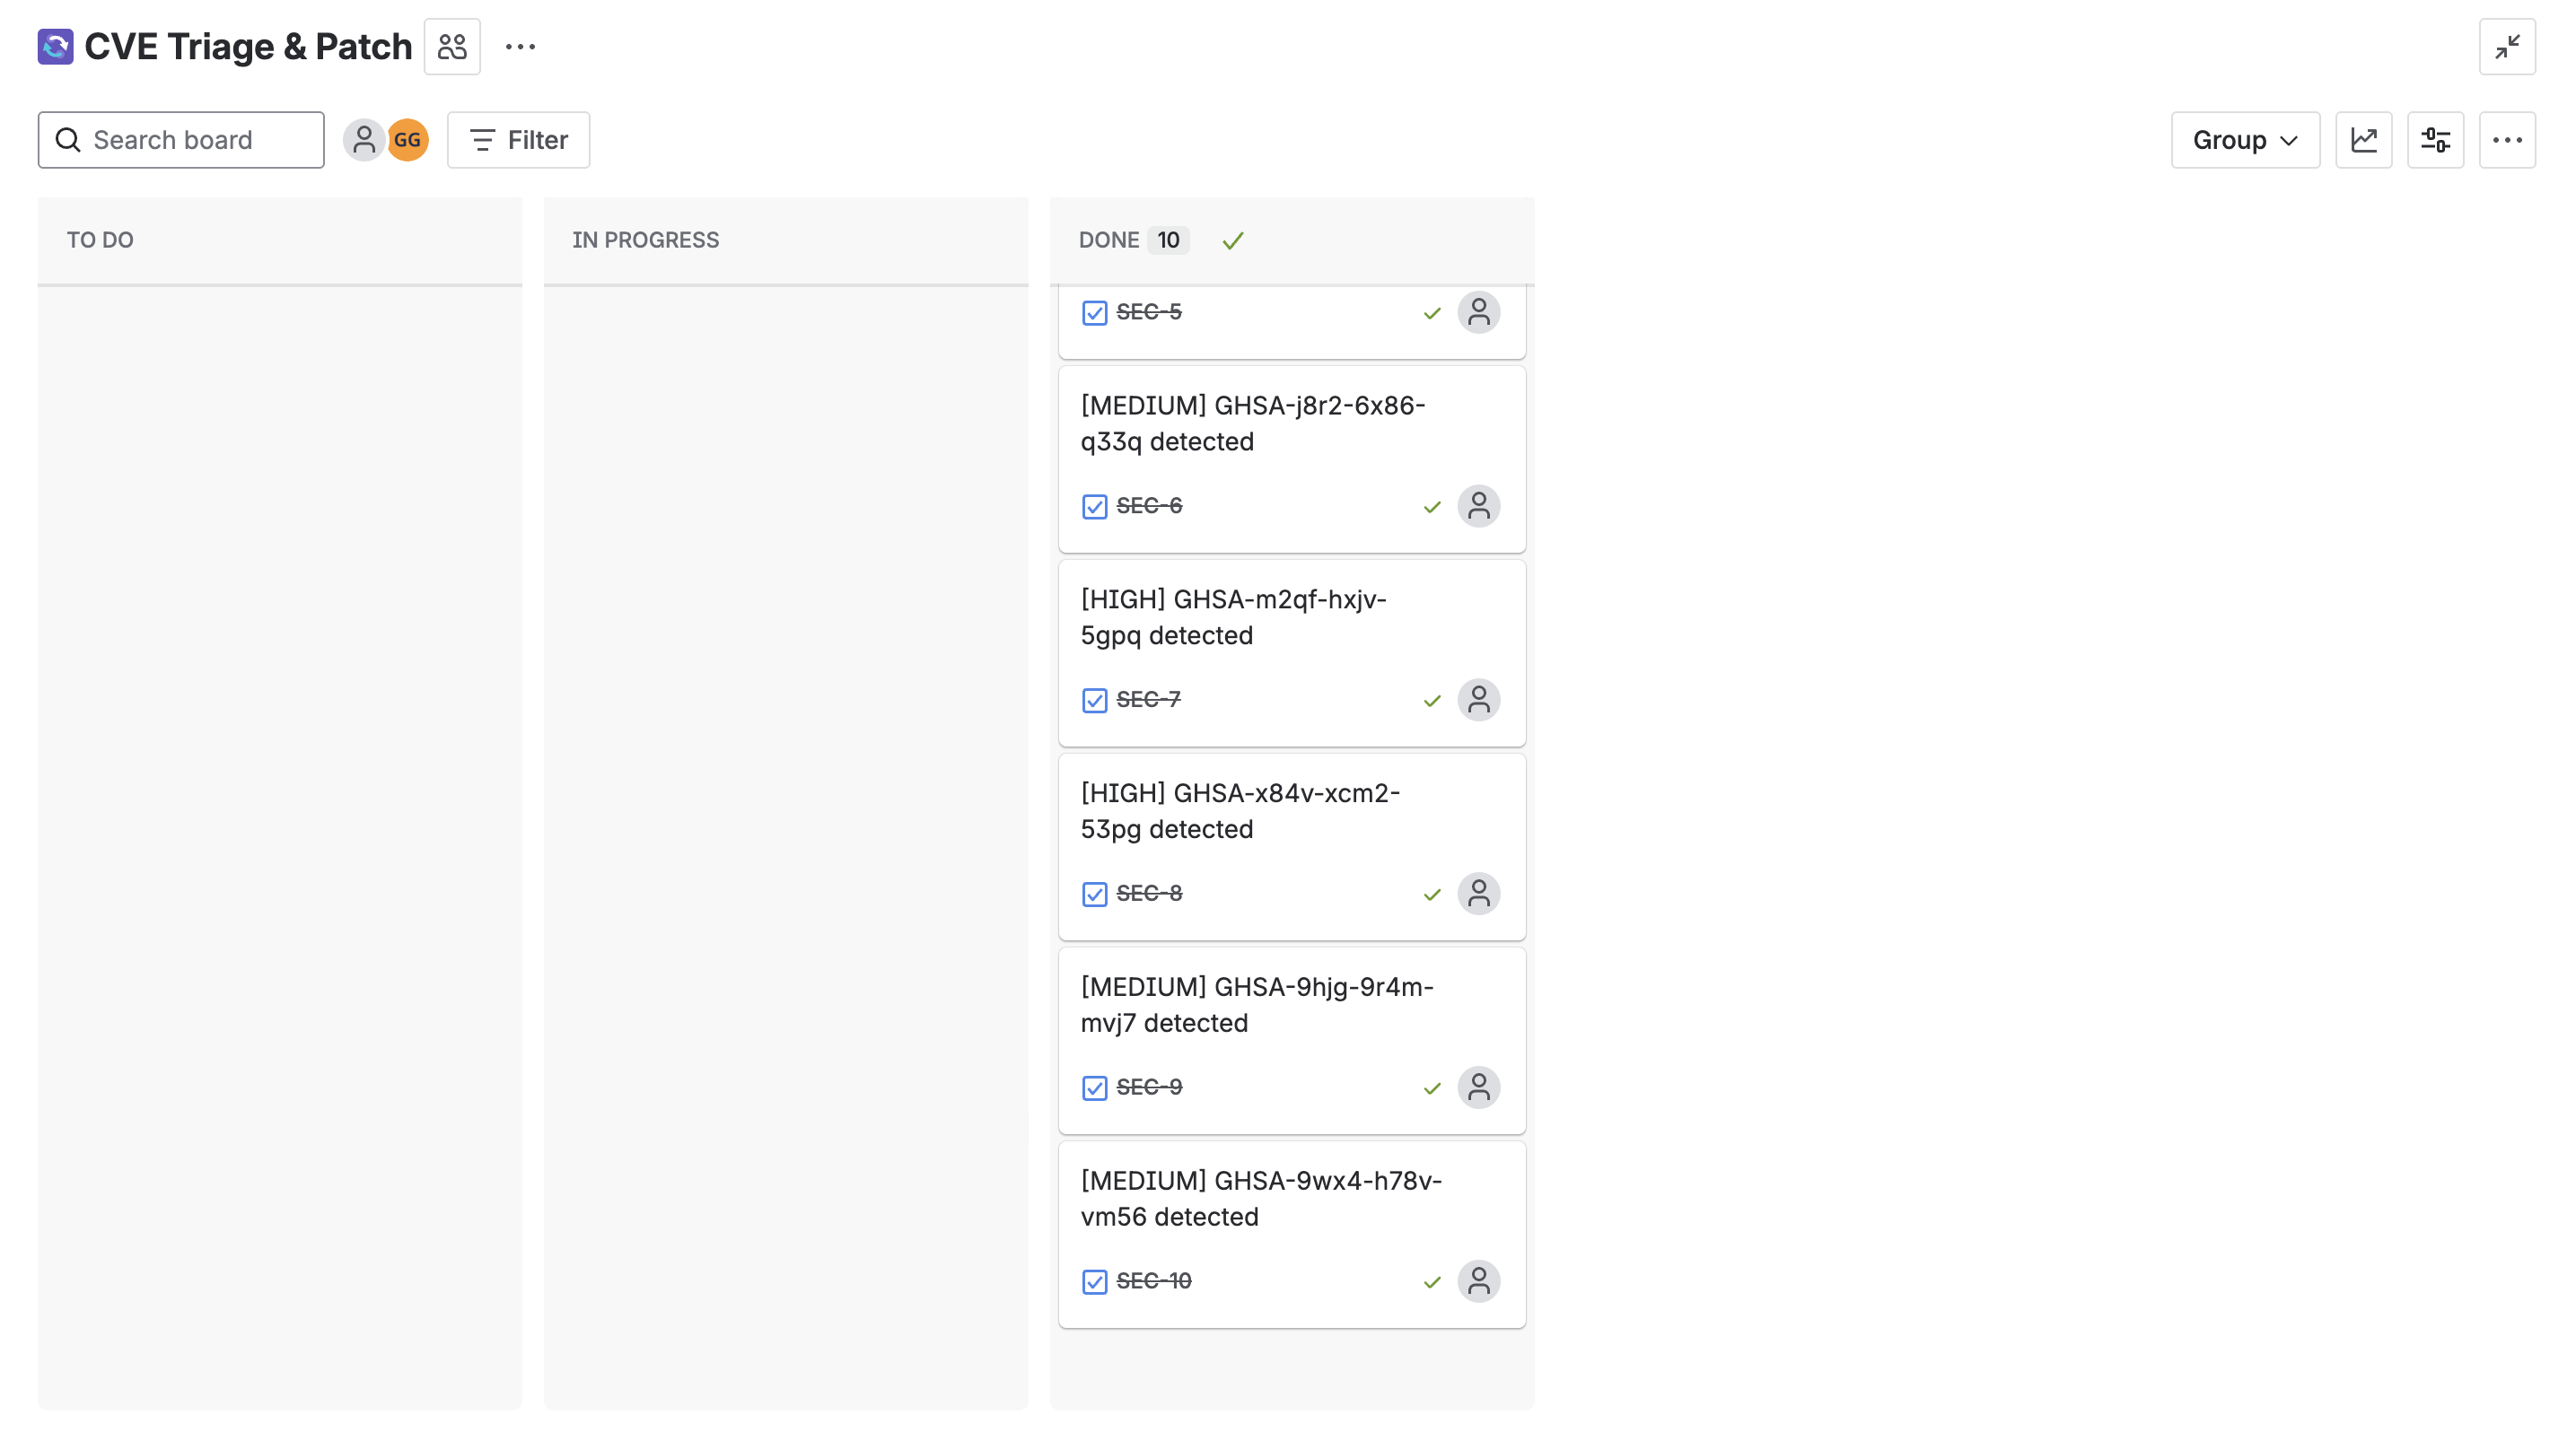 CVE Triage & Patch
Search board
GG
Filter
Group
TO DO
IN PROGRESS
DONE 10
SEC-5
[MEDIUM] GHSA-j8r2-6x86-
q33q detected
SEC-6
[HIGH] GHSA-m2qf-hxjv-
5gpq detected
SEC-7
[HIGH] GHSA-x84v-xcm2-
53pg detected
SEC-8
[MEDIUM] GHSA-9hjg-9r4m-
mvj7 detected
SEC-9
[MEDIUM] GHSA-9wx4-h78v-
vm56 detected
SEC-10